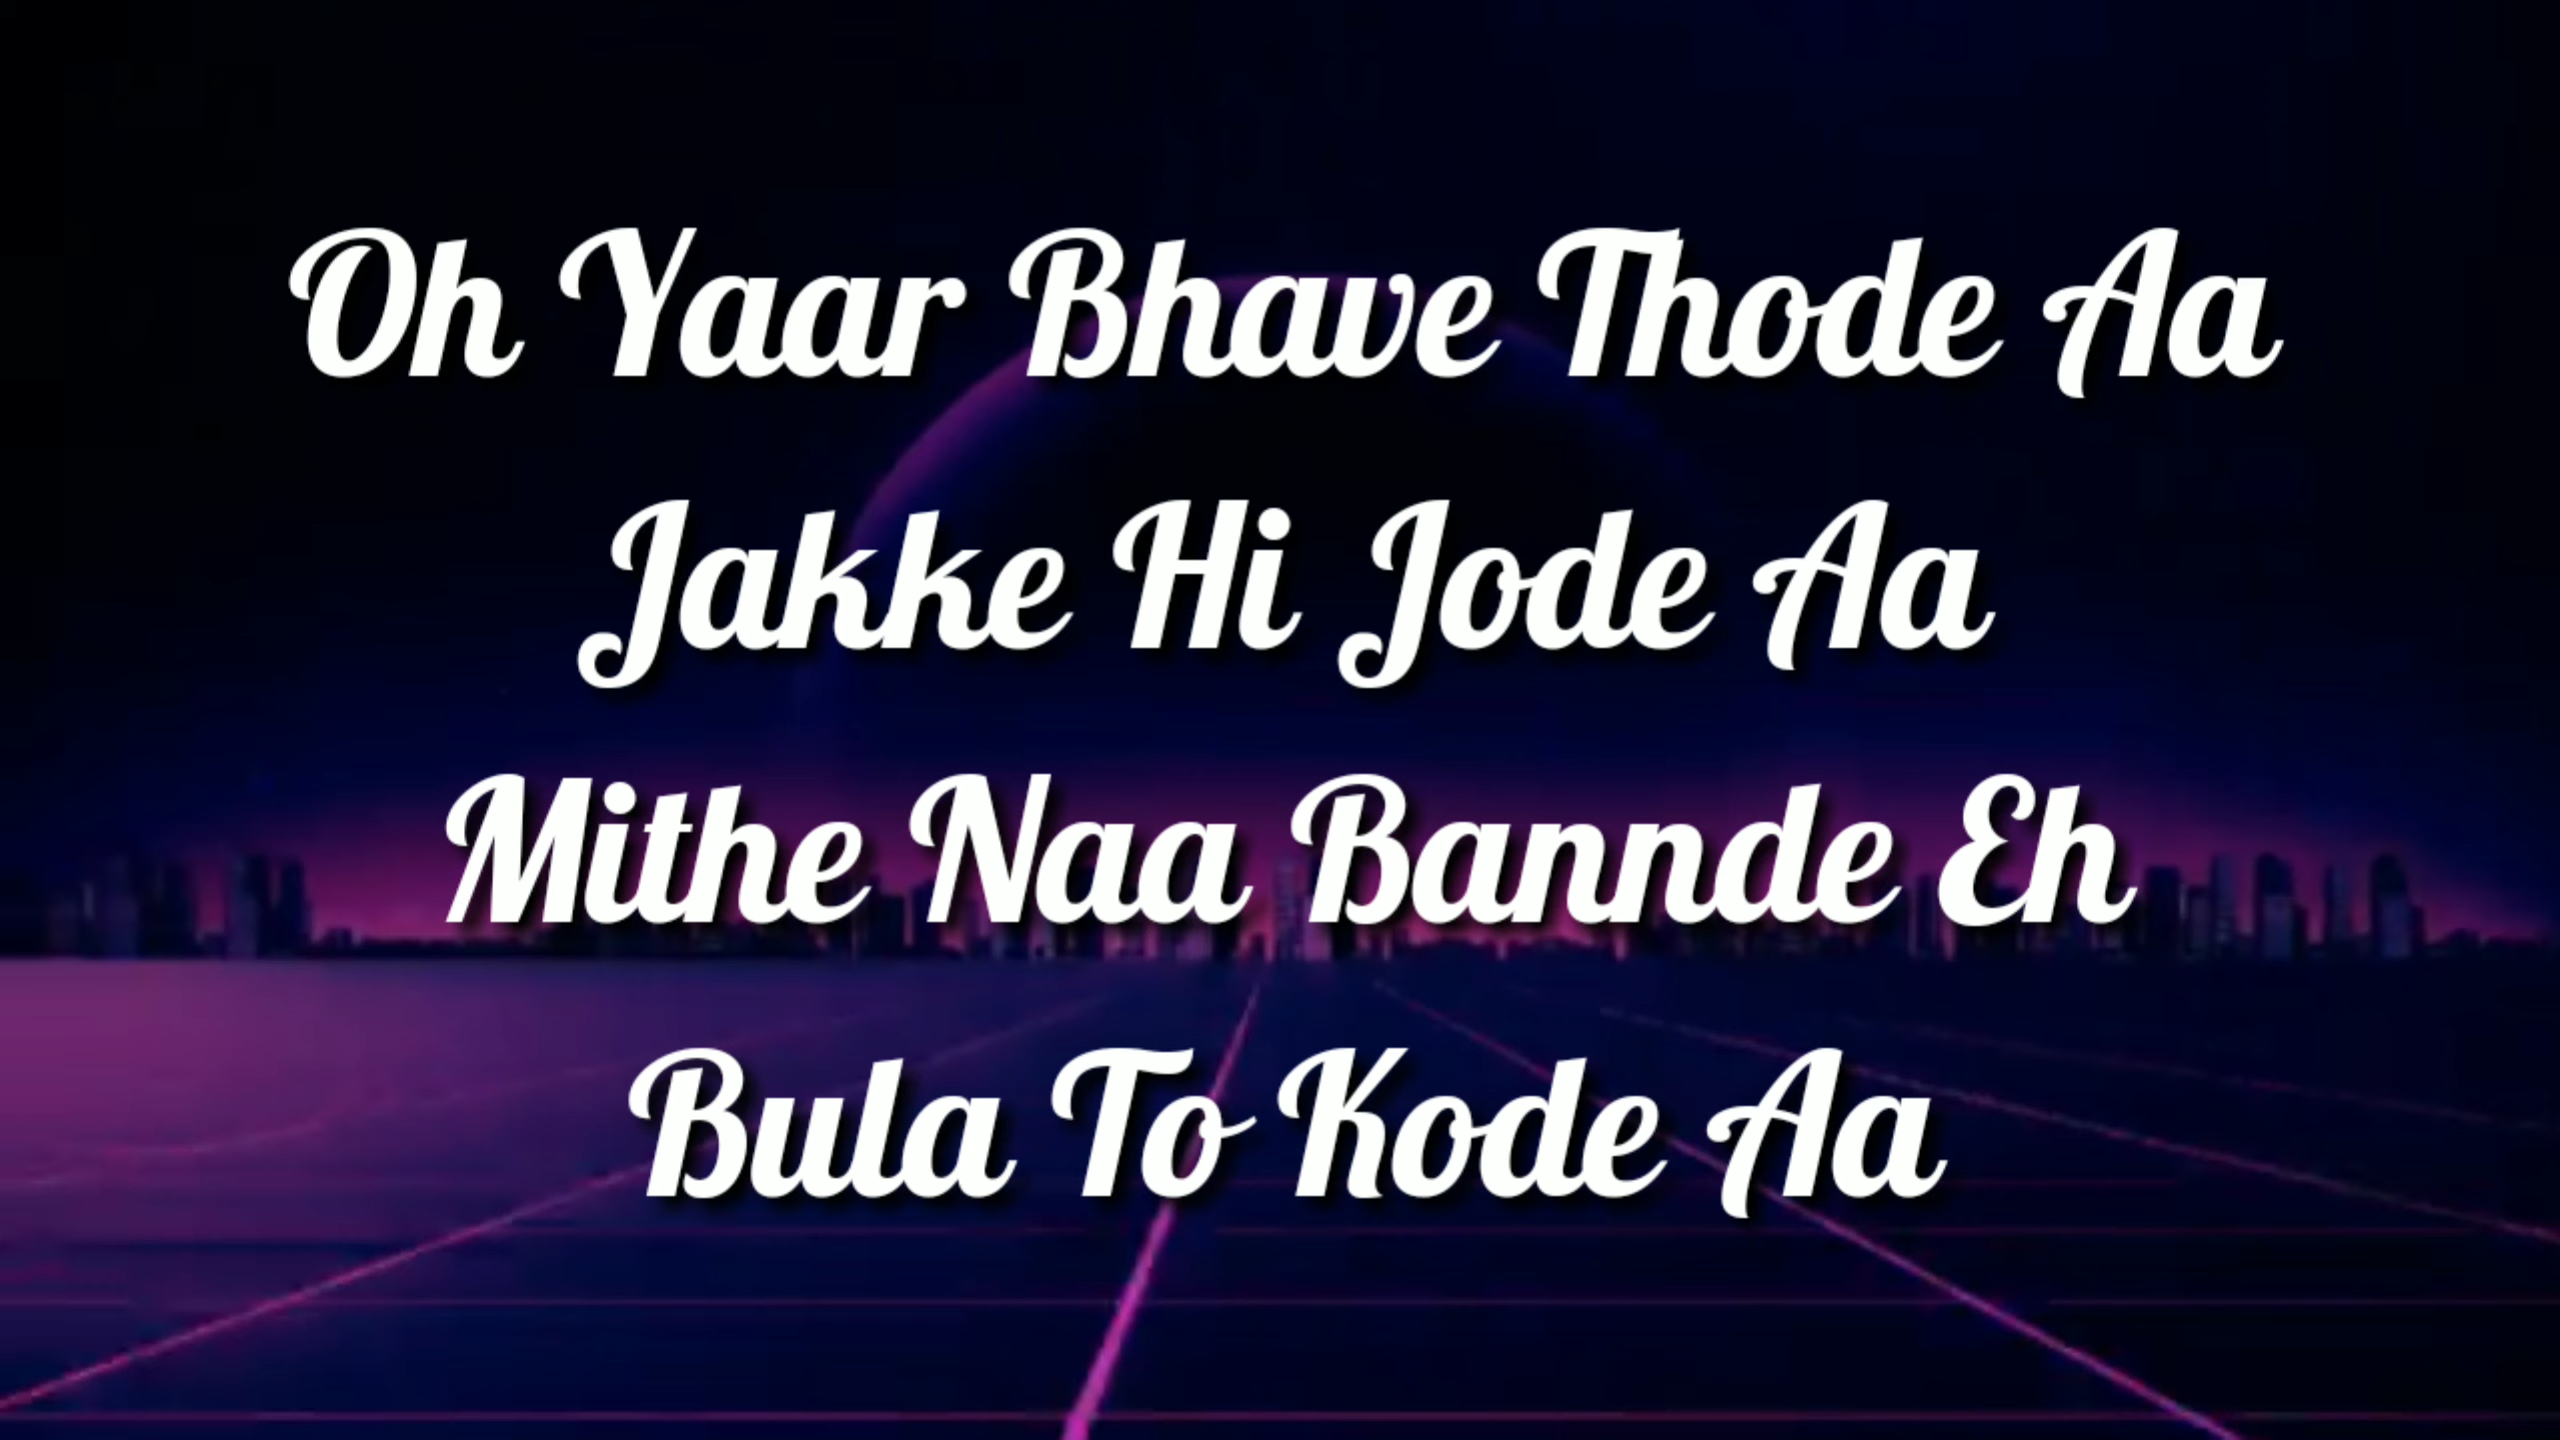 Oh Yaar Bhave Thode Aa
Jakke Hi Jode Aa
Mithe Naa Bannde Eh
Bula To Kode Aa